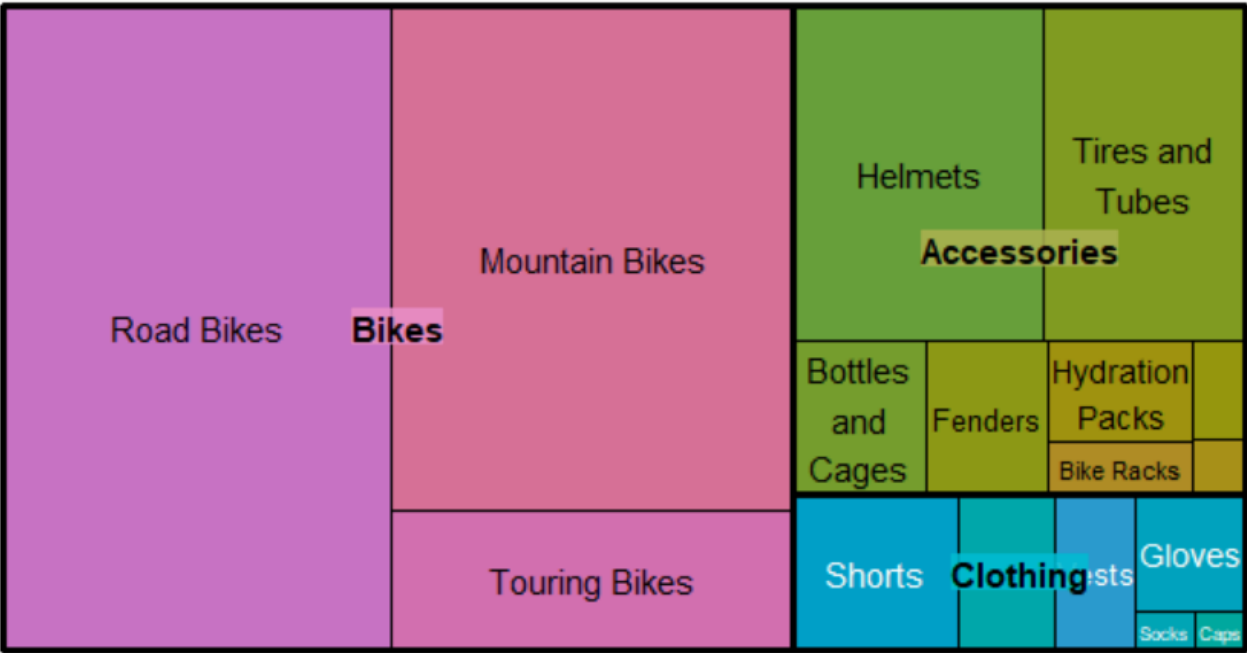 Road Bikes
Bikes
Mountain Bikes
Touring Bikes
Helmets
Tires and
Tubes
Accessories
Bottles
and
Cages
Fenders
Hydration
Packs
Bike Racks
Shorts
Clothing
Gloves
Socks
Caps